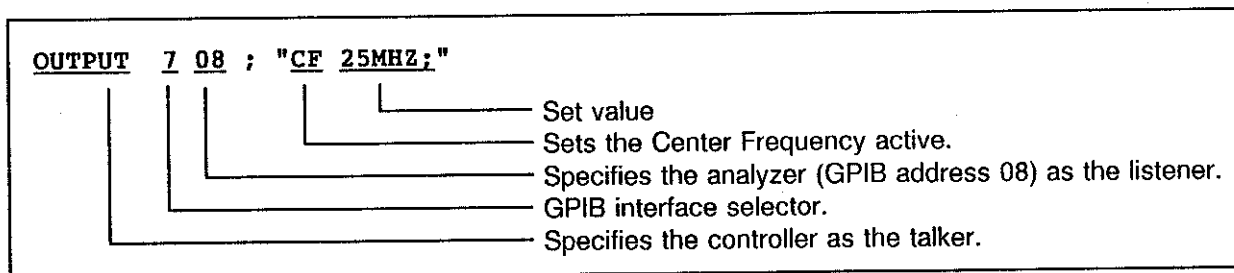 OUTPUT 7 08 ; "CF 25MHZ;"
Set value
Sets the Center Frequency active.
Specifies the analyzer (GPIB address 08) as the listener.
GPIB interface selector.
Specifies the controller as the talker.